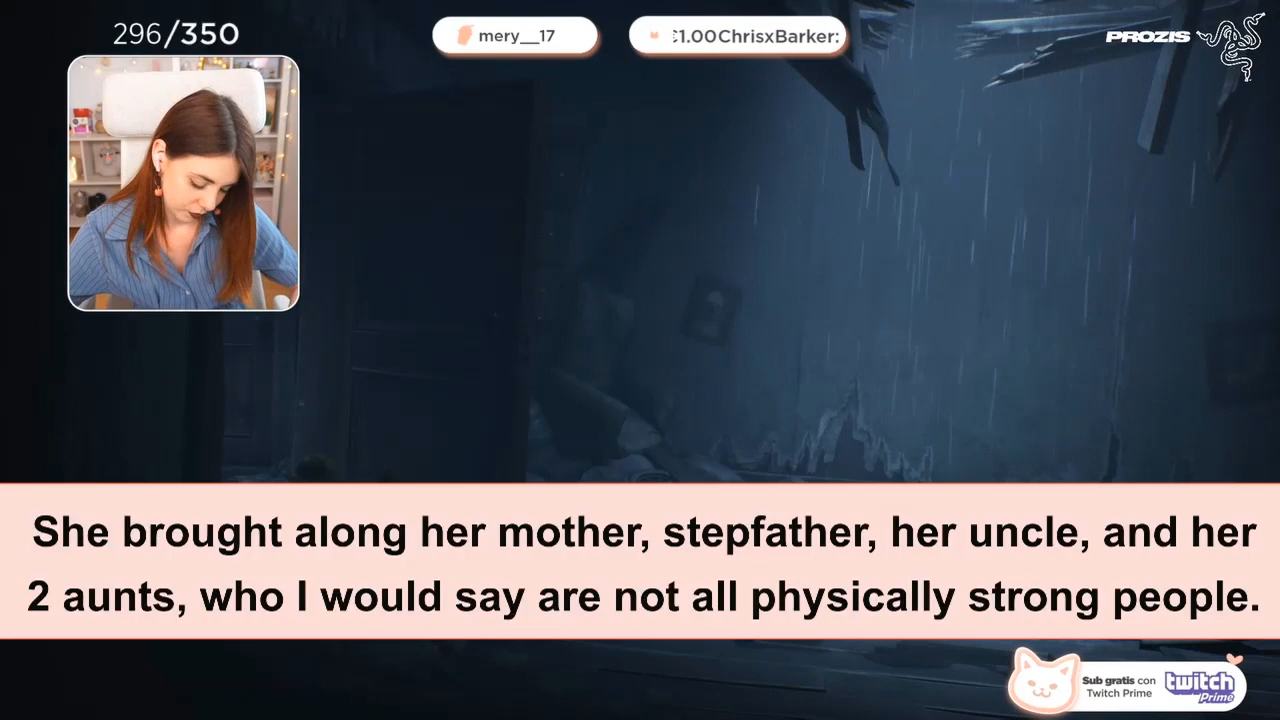 296/350
mery__17
1.00ChrisxBarker:
PROZIS
She brought along her mother, stepfather, her uncle, and her
2 aunts, who I would say are not all physically strong people.
Sub gratis con
Twitch Prime
twitch
Prime